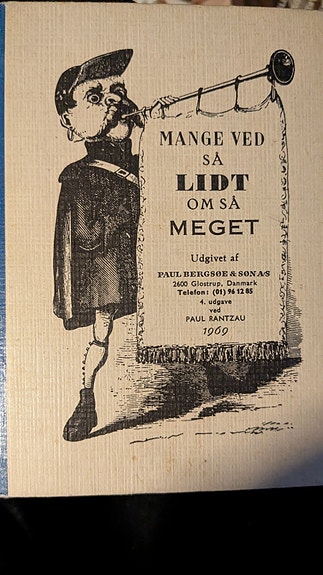 MANGE VED
SÅ
LIDT
OM SÅ
MEGET
Udgivet af
PAUL BERGSØE & SØN A/S
2600 Glostrup, Danmark
Telefon: (01) 96 12 85
4. udgave
ved
PAUL RANTZAU
1969